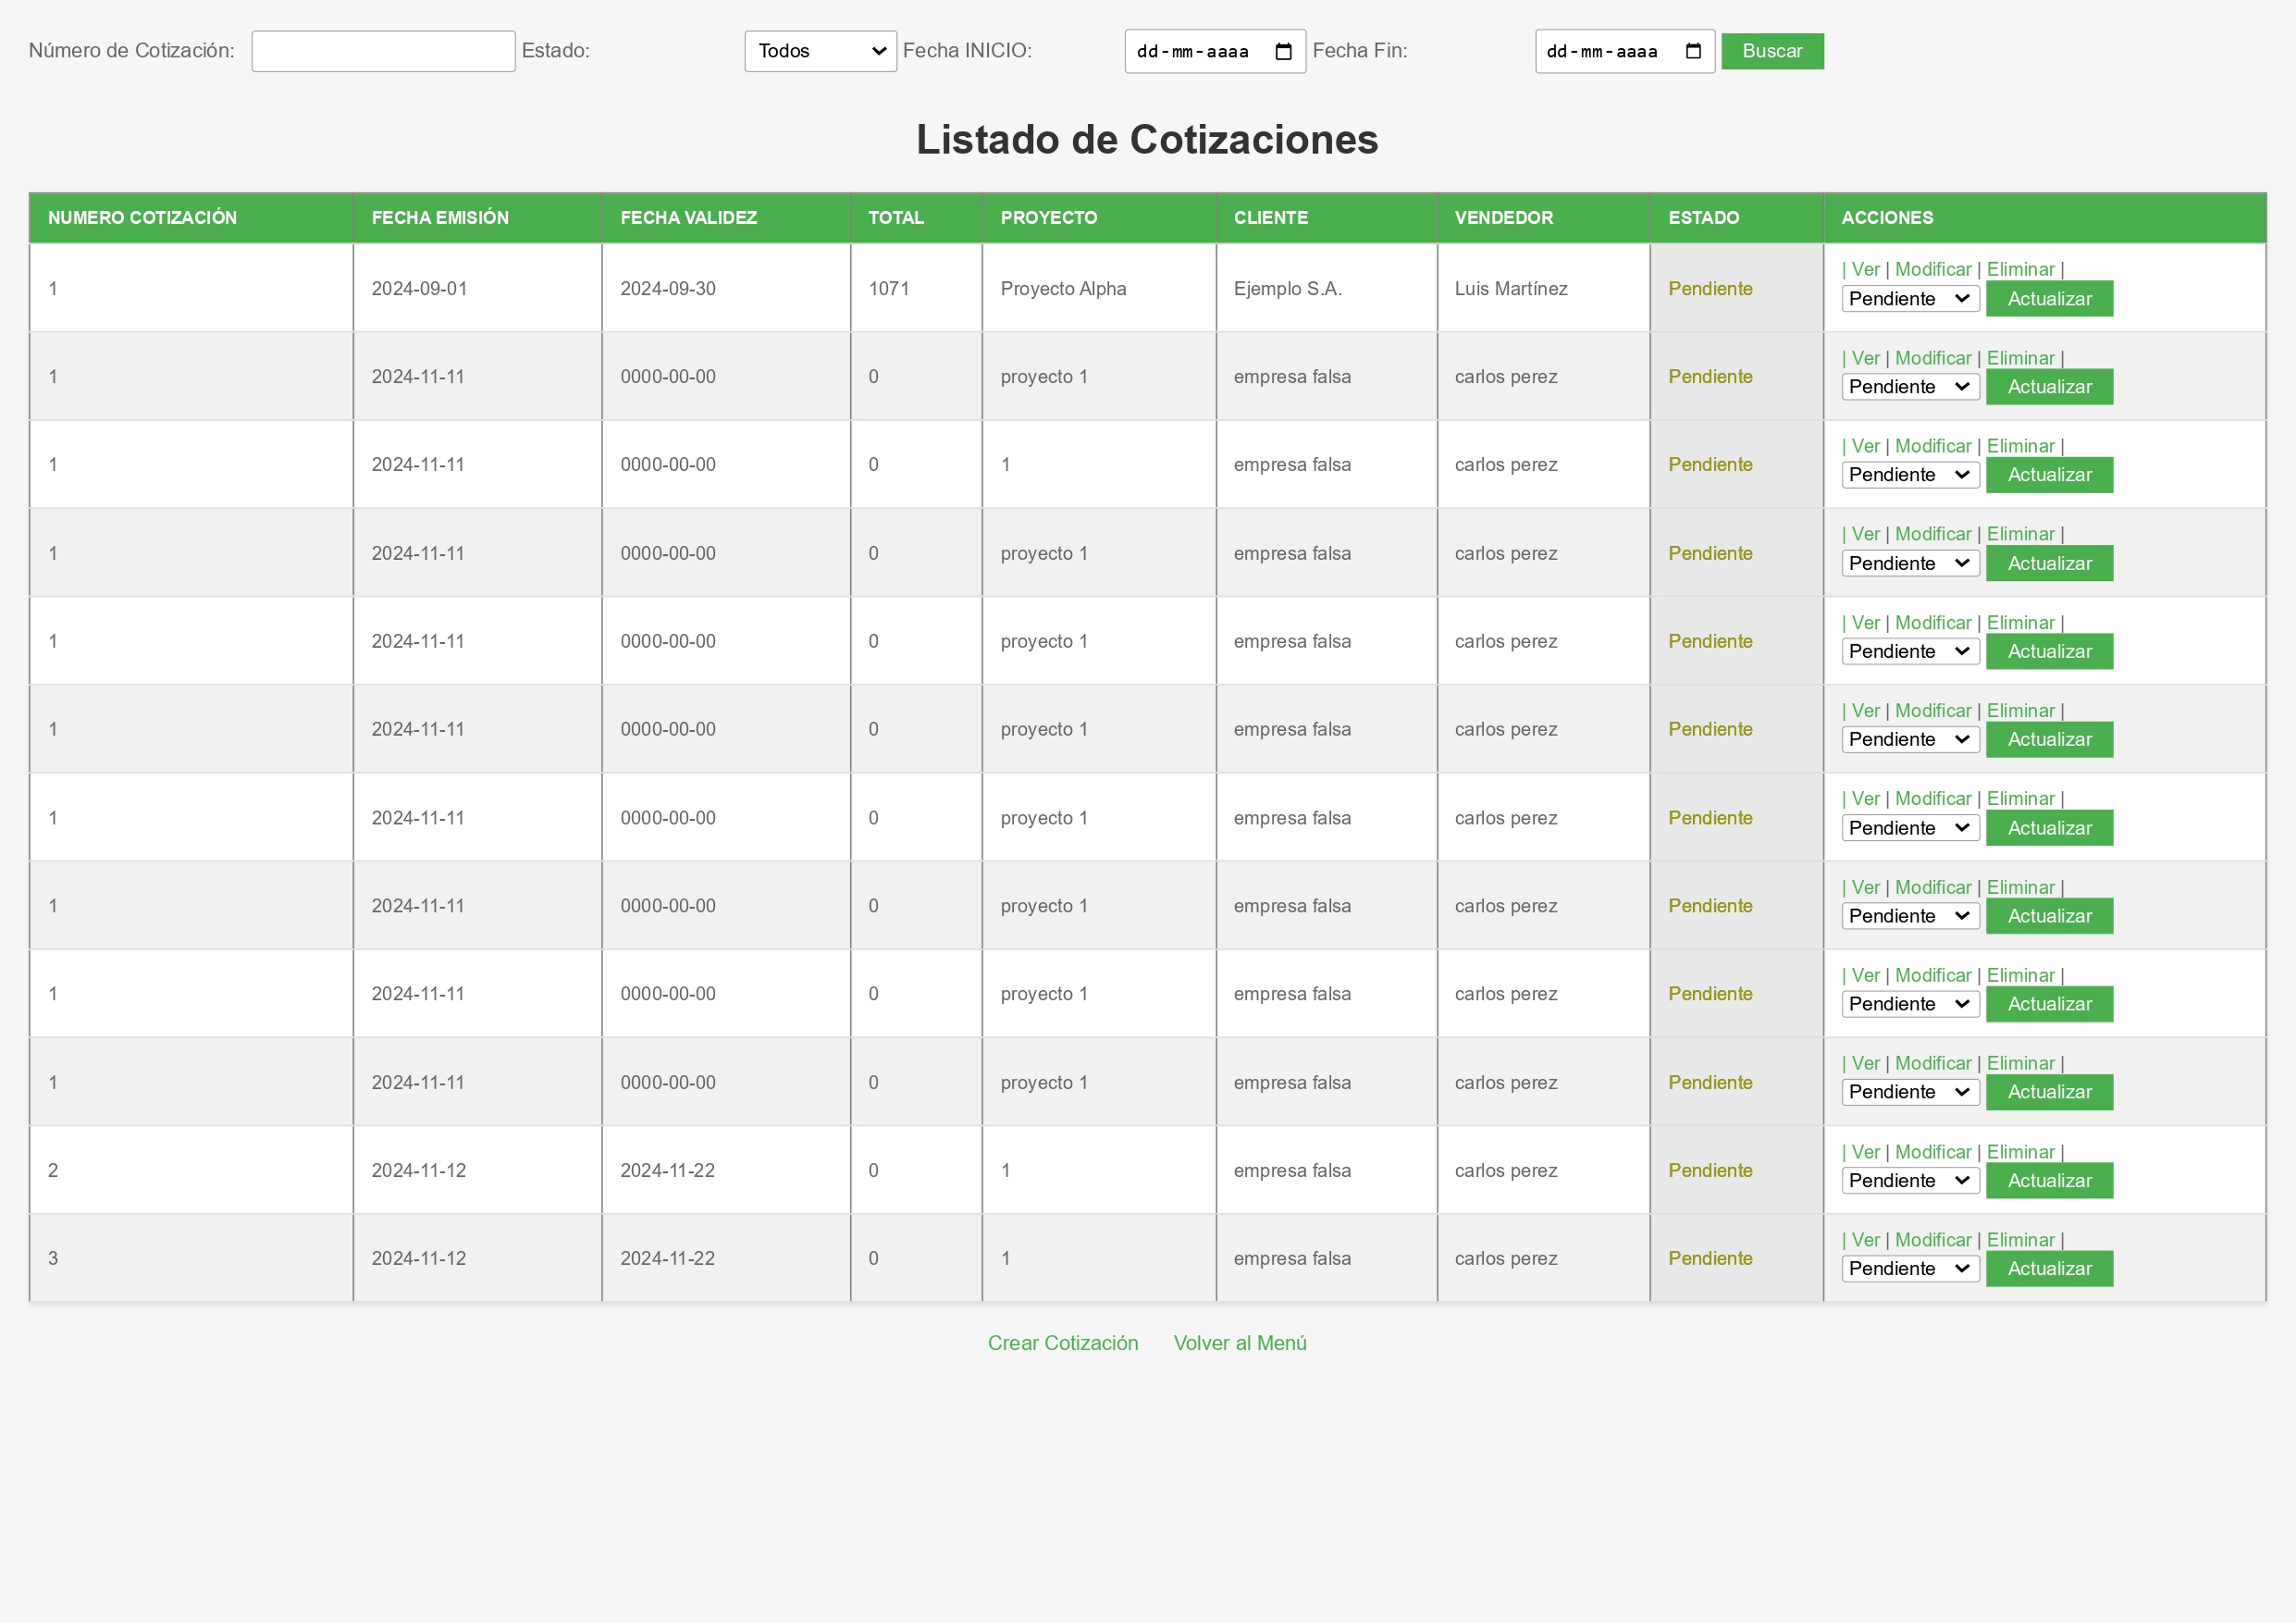 Número de Cotización: Estado: Todos Fecha INICIO: dd-mm-aaaa Fecha Fin: dd-mm-aaaa Buscar
Listado de Cotizaciones
NUMERO COTIZACIÓN FECHA EMISIÓN FECHA VALIDEZ TOTAL PROYECTO CLIENTE VENDEDOR ESTADO ACCIONES
1 2024-09-01 2024-09-30 1071 Proyecto Alpha Ejemplo S.A. Luis Martínez Pendiente | Ver | Modificar | Eliminar |
Pendiente Actualizar
1 2024-11-11 0000-00-00 0 proyecto 1 empresa falsa carlos perez Pendiente | Ver | Modificar | Eliminar |
Pendiente Actualizar
1 2024-11-11 0000-00-00 0 1 empresa falsa carlos perez Pendiente | Ver | Modificar | Eliminar |
Pendiente Actualizar
1 2024-11-11 0000-00-00 0 proyecto 1 empresa falsa carlos perez Pendiente | Ver | Modificar | Eliminar |
Pendiente Actualizar
1 2024-11-11 0000-00-00 0 proyecto 1 empresa falsa carlos perez Pendiente | Ver | Modificar | Eliminar |
Pendiente Actualizar
1 2024-11-11 0000-00-00 0 proyecto 1 empresa falsa carlos perez Pendiente | Ver | Modificar | Eliminar |
Pendiente Actualizar
1 2024-11-11 0000-00-00 0 proyecto 1 empresa falsa carlos perez Pendiente | Ver | Modificar | Eliminar |
Pendiente Actualizar
1 2024-11-11 0000-00-00 0 proyecto 1 empresa falsa carlos perez Pendiente | Ver | Modificar | Eliminar |
Pendiente Actualizar
1 2024-11-11 0000-00-00 0 proyecto 1 empresa falsa carlos perez Pendiente | Ver | Modificar | Eliminar |
Pendiente Actualizar
1 2024-11-11 0000-00-00 0 proyecto 1 empresa falsa carlos perez Pendiente | Ver | Modificar | Eliminar |
Pendiente Actualizar
2 2024-11-12 2024-11-22 0 1 empresa falsa carlos perez Pendiente | Ver | Modificar | Eliminar |
Pendiente Actualizar
3 2024-11-12 2024-11-22 0 1 empresa falsa carlos perez Pendiente | Ver | Modificar | Eliminar |
Pendiente Actualizar
Crear Cotización Volver al Menú